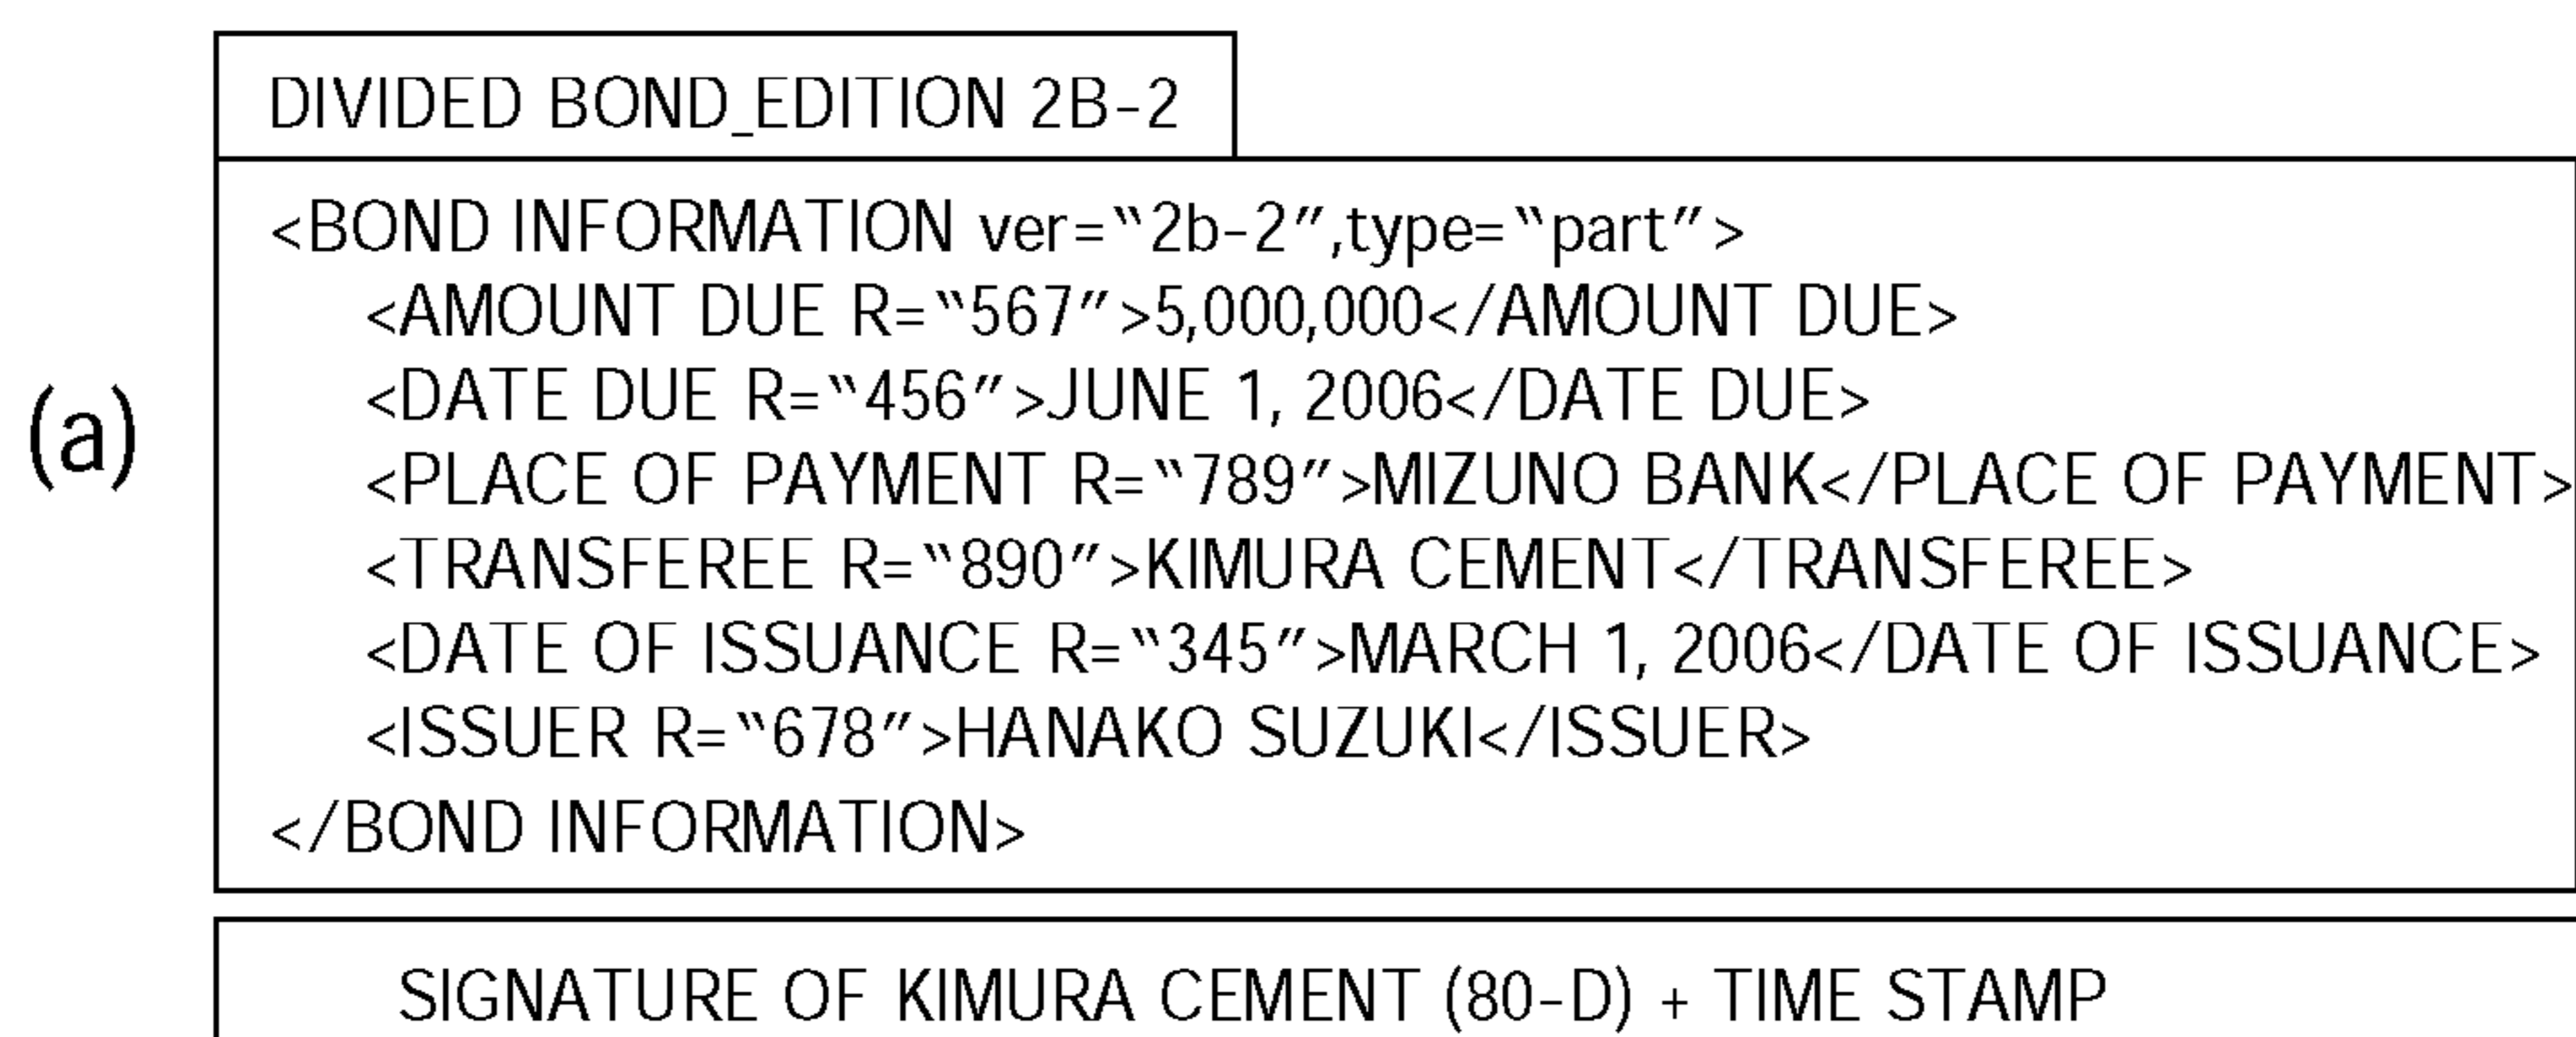 DIVIDED BOND_EDITION 2B-2
<BOND INFORMATION ver="2b-2",type="part">
<AMOUNT DUE R="567">5,000,000</AMOUNT DUE>
<DATE DUE R="456">JUNE 1, 2006</DATE DUE>
(a)
<PLACE OF PAYMENT R="789">MIZUNO BANK</PLACE OF PAYMENT>
<TRANSFEREE R="890">KIMURA CEMENT</TRANSFEREE>
<DATE OF ISSUANCE R="345">MARCH 1, 2006</DATE OF ISSUANCE>
<ISSUER R="678">HANAKO SUZUKI</ISSUER>
</BOND INFORMATION>
SIGNATURE OF KIMURA CEMENT (80-D) + TIME STAMP